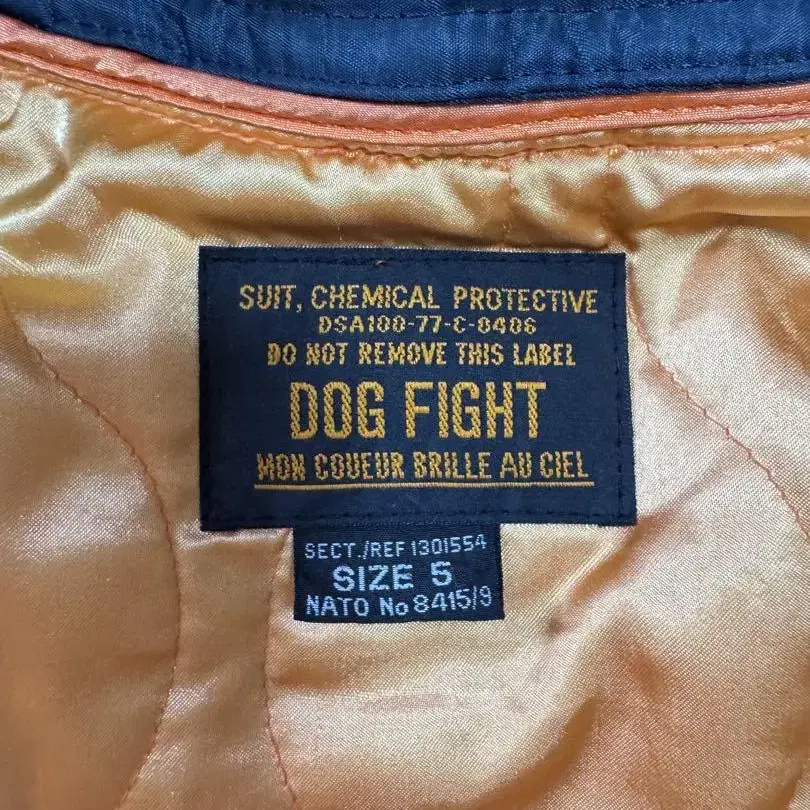 SUIT, CHEMICAL PROTECTIVE
DSA100-77-C-0406
DO NOT REMOVE THIS LABEL
DOG FIGHT
MON COUEUR BRILLE AU CIEL
SECT./REF 1301554
SIZE 5
NATO No 8415/9